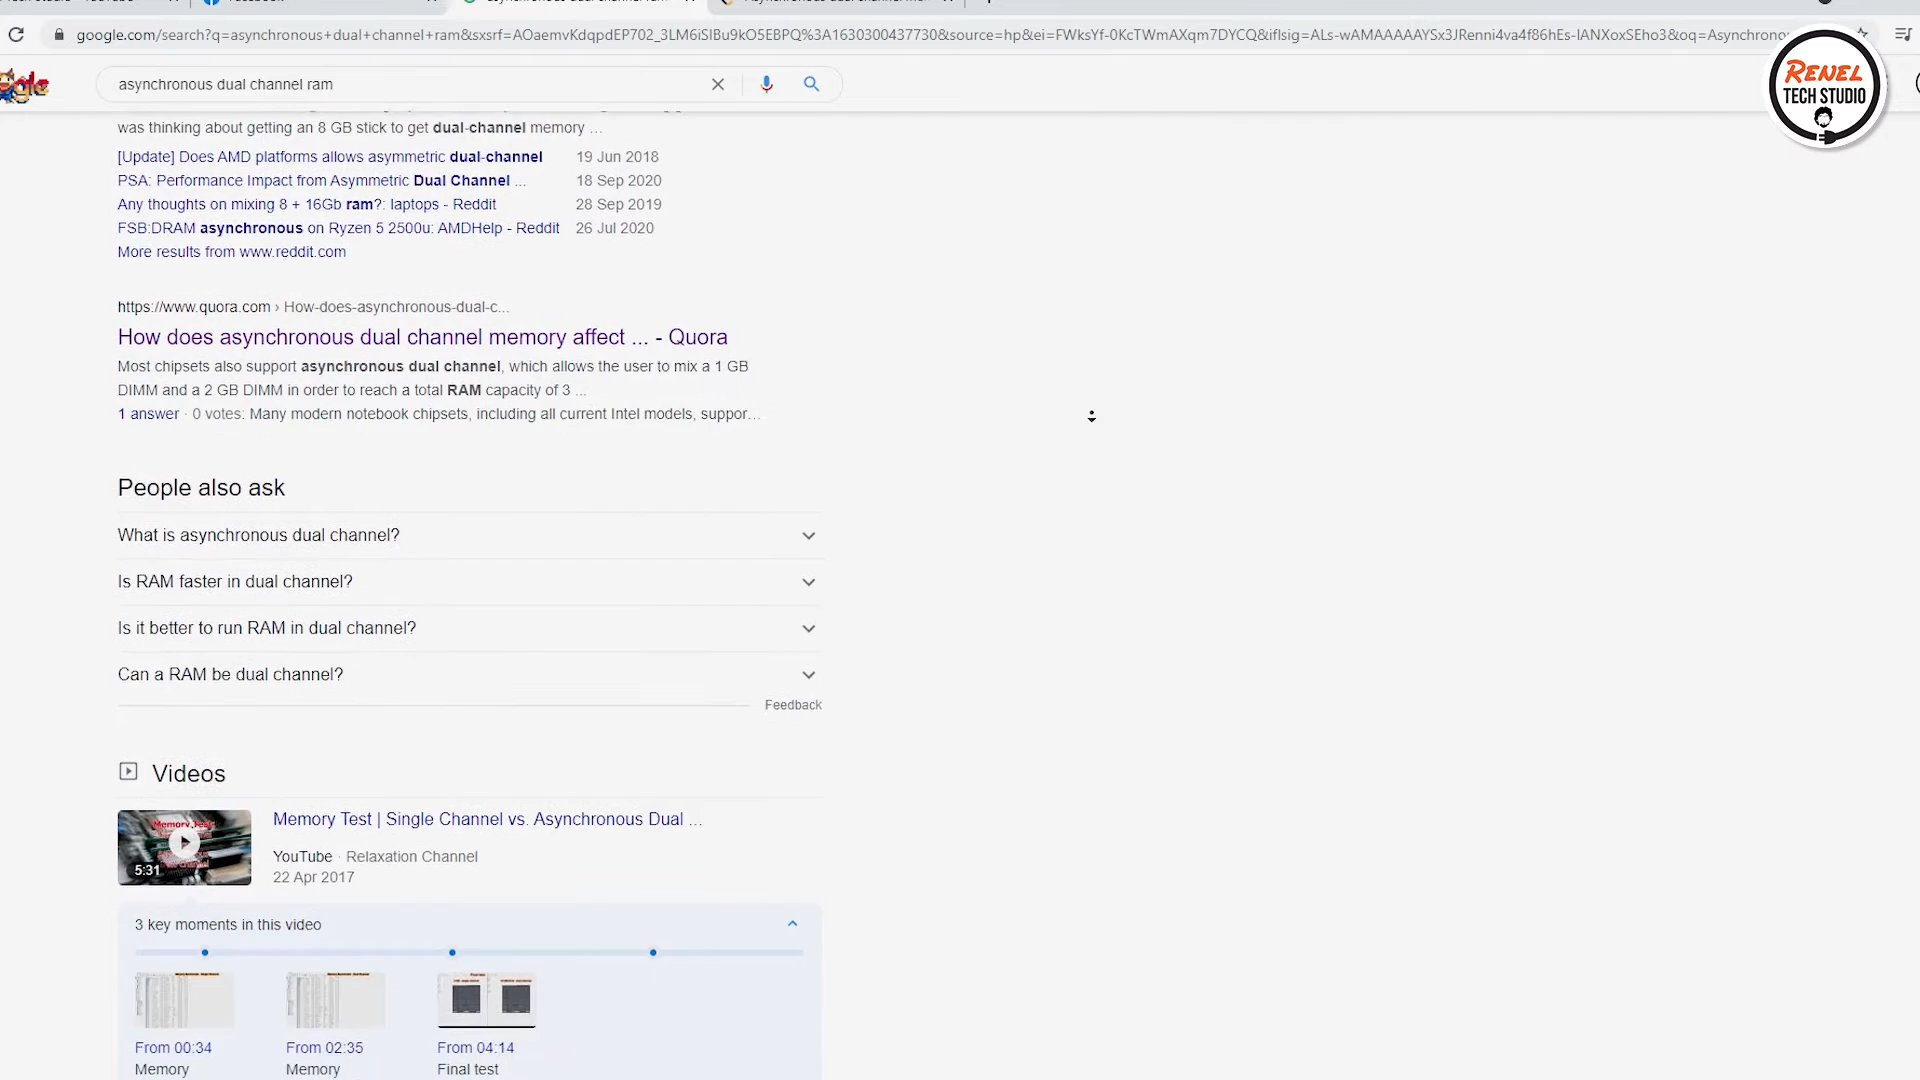 google.com/search?q=asynchronous+dual+channel+ram&sxsrf=AOaemvKdqpdEP702_3LM6iSIBu9kO5EBPQ%3A1630300437730&source=hp&ei=FWksYf-0KcTWmAXqm7DYCQ&iflsig=ALs-wAMAAAAAYSx3JRenni4va4f86hEs-lANXoxSEho3&oq=Asynchrono
RENEL
TECH STUDIO
asynchronous dual channel ram
was thinking about getting an 8 GB stick to get dual-channel memory ...
[Update] Does AMD platforms allows asymmetric dual-channel 19 Jun 2018
PSA: Performance Impact from Asymmetric Dual Channel ... 18 Sep 2020
Any thoughts on mixing 8 + 16Gb ram?: laptops - Reddit 28 Sep 2019
FSB:DRAM asynchronous on Ryzen 5 2500u: AMDHelp - Reddit 26 Jul 2020
More results from www.reddit.com
https://www.quora.com › How-does-asynchronous-dual-c...
How does asynchronous dual channel memory affect ... - Quora
Most chipsets also support asynchronous dual channel, which allows the user to mix a 1 GB
DIMM and a 2 GB DIMM in order to reach a total RAM capacity of 3 ...
1 answer · 0 votes: Many modern notebook chipsets, including all current Intel models, suppor...
People also ask
What is asynchronous dual channel?
Is RAM faster in dual channel?
Is it better to run RAM in dual channel?
Can a RAM be dual channel?
Feedback
Videos
Memory Test | Single Channel vs. Asynchronous Dual ...
YouTube · Relaxation Channel
22 Apr 2017
5:31
3 key moments in this video
From 00:34 From 02:35 From 04:14
Memory Memory Final test